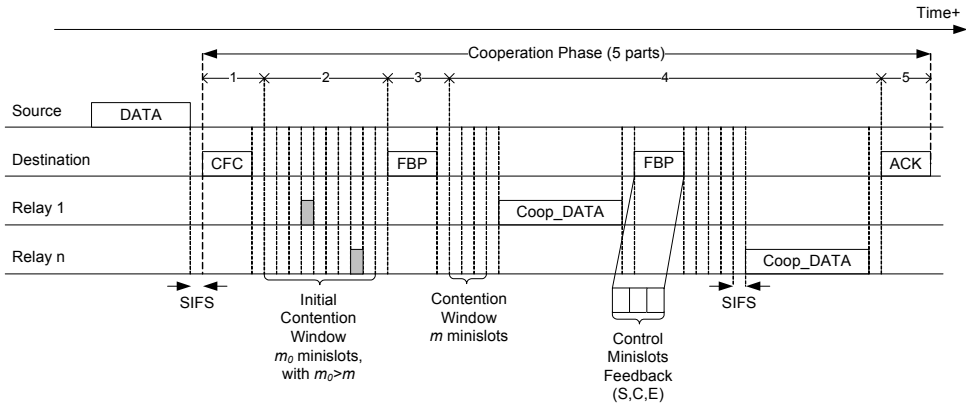 Time+
Cooperation Phase (5 parts)
1
2
3
4
5
Source
DATA
Destination
CFC
FBP
FBP
ACK
Relay 1
Coop_DATA
Relay n
Coop_DATA
SIFS
SIFS
Initial
Contention
Window
m0 minislots,
with m0>m
Contention
Window
m minislots
Control
Minislots
Feedback
(S,C,E)